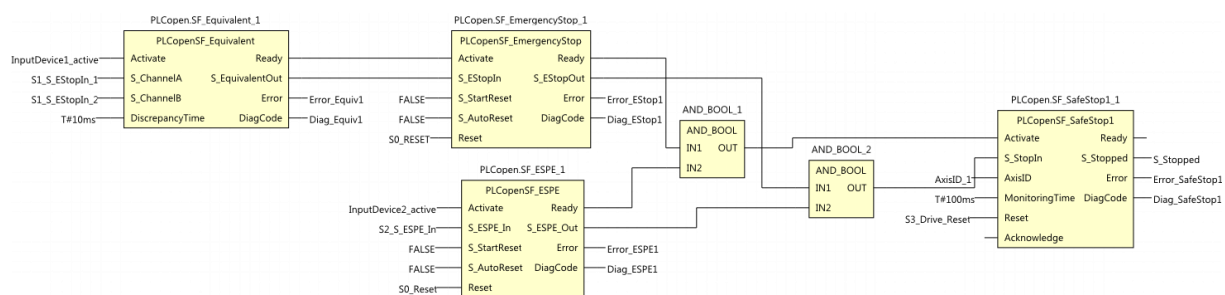 PLCopen.SF_Equivalent_1
PLCopenSF_Equivalent
InputDevice1_active
Activate
Ready
S1_S_EStopIn_1
S_ChannelA
S_EquivalentOut
S1_S_EStopIn_2
S_ChannelB
Error
Error_Equiv1
T#10ms
DiscrepancyTime
DiagCode
Diag_Equiv1
PLCopen.SF_EmergencyStop_1
PLCopenSF_EmergencyStop
Activate
Ready
S_EStopIn
S_EStopOut
FALSE
S_StartReset
Error
Error_EStop1
FALSE
S_AutoReset
DiagCode
Diag_EStop1
S0_RESET
Reset
PLCopen.SF_ESPE_1
PLCopenSF_ESPE
InputDevice2_active
Activate
Ready
S2_S_ESPE_In
S_ESPE_In
S_ESPE_Out
FALSE
S_StartReset
Error
Error_ESPE1
FALSE
S_AutoReset
DiagCode
Diag_ESPE1
S0_Reset
Reset
AND_BOOL_1
AND_BOOL
IN1
OUT
IN2
AND_BOOL_2
AND_BOOL
IN1
OUT
IN2
PLCopen.SF_SafeStop1_1
PLCopenSF_SafeStop1
Activate
Ready
S_StopIn
S_Stopped
S_Stopped
AxisID_1
AxisID
Error
Error_SafeStop1
T#100ms
MonitoringTime
DiagCode
Diag_SafeStop1
S3_Drive_Reset
Reset
Acknowledge